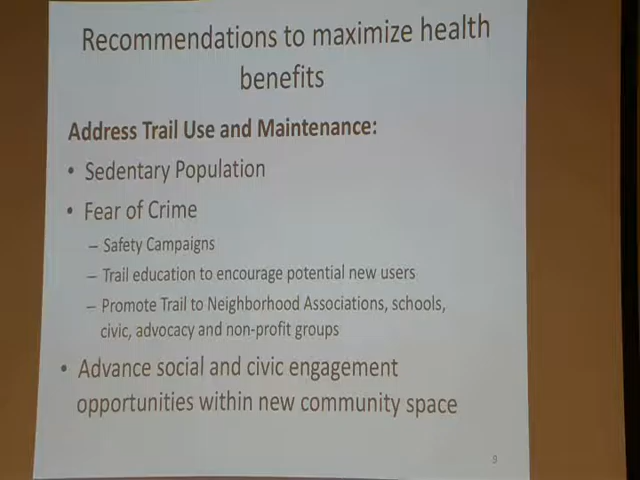 Recommendations to maximize health
benefits
Address Trail Use and Maintenance:
• Sedentary Population
• Fear of Crime
– Safety Campaigns
– Trail education to encourage potential new users
– Promote Trail to Neighborhood Associations, schools,
civic, advocacy and non-profit groups
• Advance social and civic engagement
opportunities within new community space
9